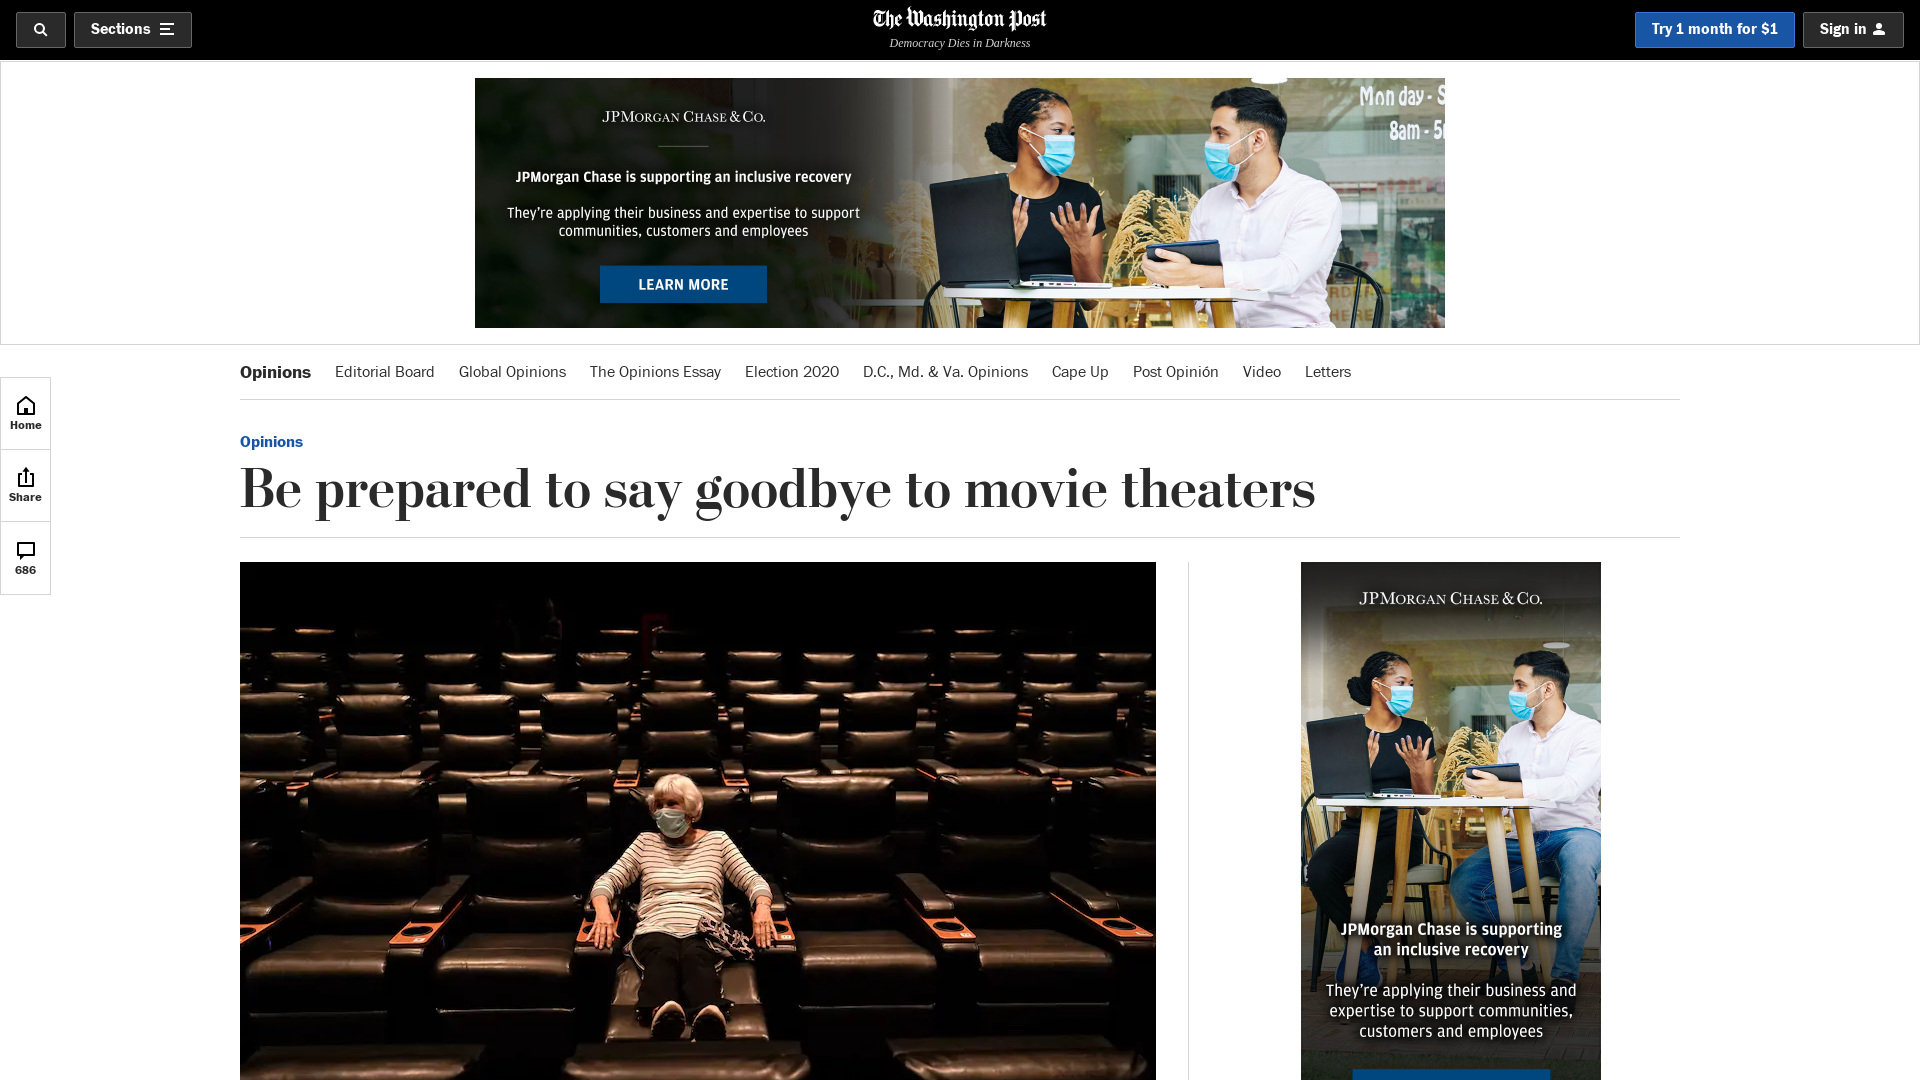 Sections
The Washington Post
Democracy Dies in Darkness
Try 1 month for $1
Sign in
JPMORGAN CHASE & CO.
JPMorgan Chase is supporting an inclusive recovery
They're applying their business and expertise to support
communities, customers and employees
LEARN MORE
Mon day - S
8am - 5
Opinions
Editorial Board
Global Opinions
The Opinions Essay
Election 2020
D.C., Md. & Va. Opinions
Cape Up
Post Opinión
Video
Letters
Home
Share
686
Opinions
Be prepared to say goodbye to movie theaters
JPMORGAN CHASE & CO.
JPMorgan Chase is supporting
an inclusive recovery
They're applying their business and
expertise to support communities,
customers and employees